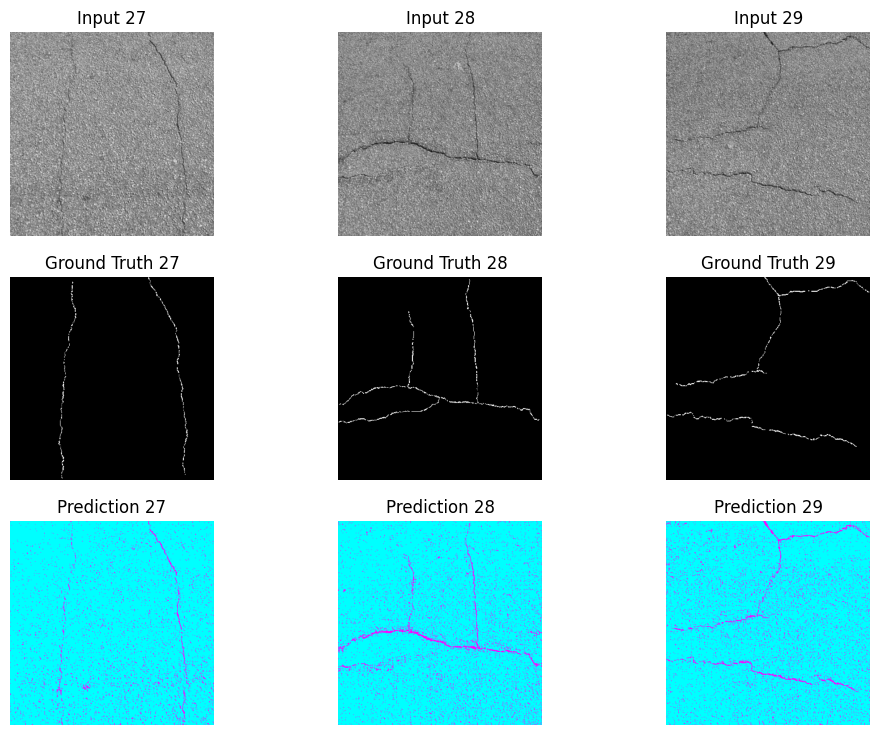 Input 27
Input 28
Input 29
Ground Truth 27
Ground Truth 28
Ground Truth 29
Prediction 27
Prediction 28
Prediction 29